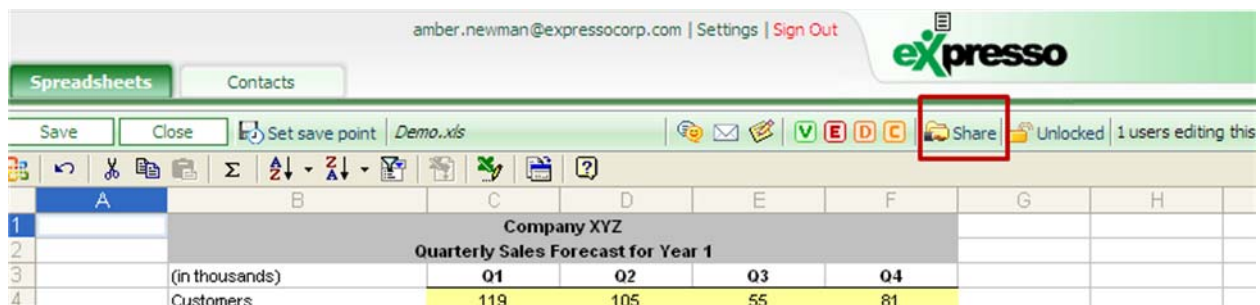 amber.newman@expressocorp.com | Settings | Sign Out
eXpresso
Spreadsheets Contacts
Save Close Set save point Demo.xls V E D C Share Unlocked 1 users editing this
Σ A Z Z A ?
A B C D E F G H
1 Company XYZ
2 Quarterly Sales Forecast for Year 1
3 (in thousands) Q1 Q2 Q3 Q4
4 Customers 119 105 55 81